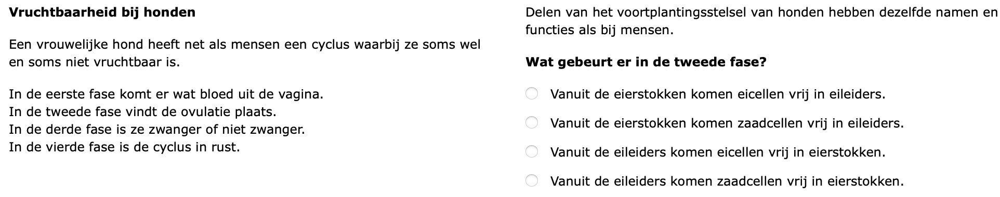 Vruchtbaarheid bij honden
Een vrouwelijke hond heeft net als mensen een cyclus waarbij ze soms wel
en soms niet vruchtbaar is.
In de eerste fase komt er wat bloed uit de vagina.
In de tweede fase vindt de ovulatie plaats.
In de derde fase is ze zwanger of niet zwanger.
In de vierde fase is de cyclus in rust.
Delen van het voortplantingsstelsel van honden hebben dezelfde namen en
functies als bij mensen.
Wat gebeurt er in de tweede fase?
Vanuit de eierstokken komen eicellen vrij in eileiders.
Vanuit de eierstokken komen zaadcellen vrij in eileiders.
Vanuit de eileiders komen eicellen vrij in eierstokken.
Vanuit de eileiders komen zaadcellen vrij in eierstokken.